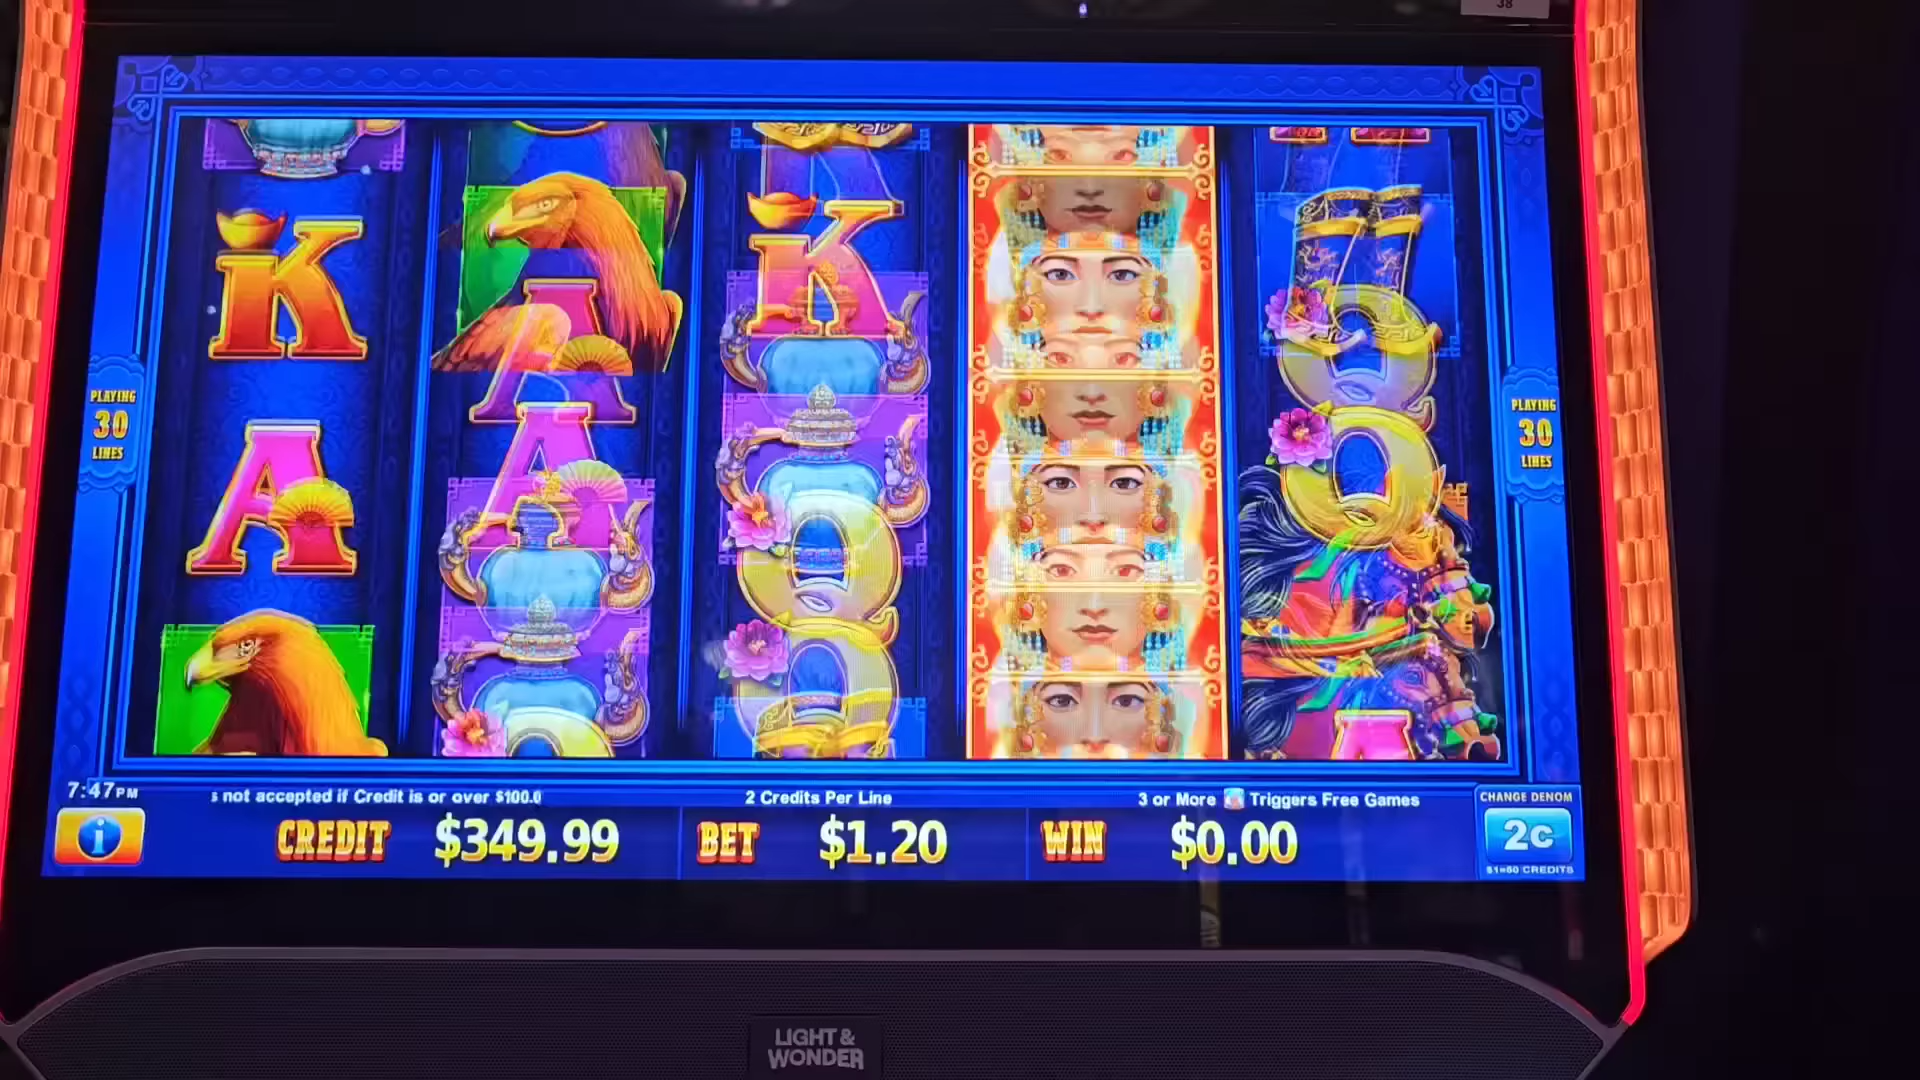 38
K
K
A
A
A
Q
Q
Q
Q
Q
A
PLAYING
30
LINES
PLAYING
30
LINES
7:47PM
s not accepted if Credit is or over $100.0
2 Credits Per Line
3 or More Triggers Free Games
CHANGE DENOM
i
CREDIT $349.99
BET $1.20
WIN $0.00
2¢
$1=50 CREDITS
LIGHT &
WONDER